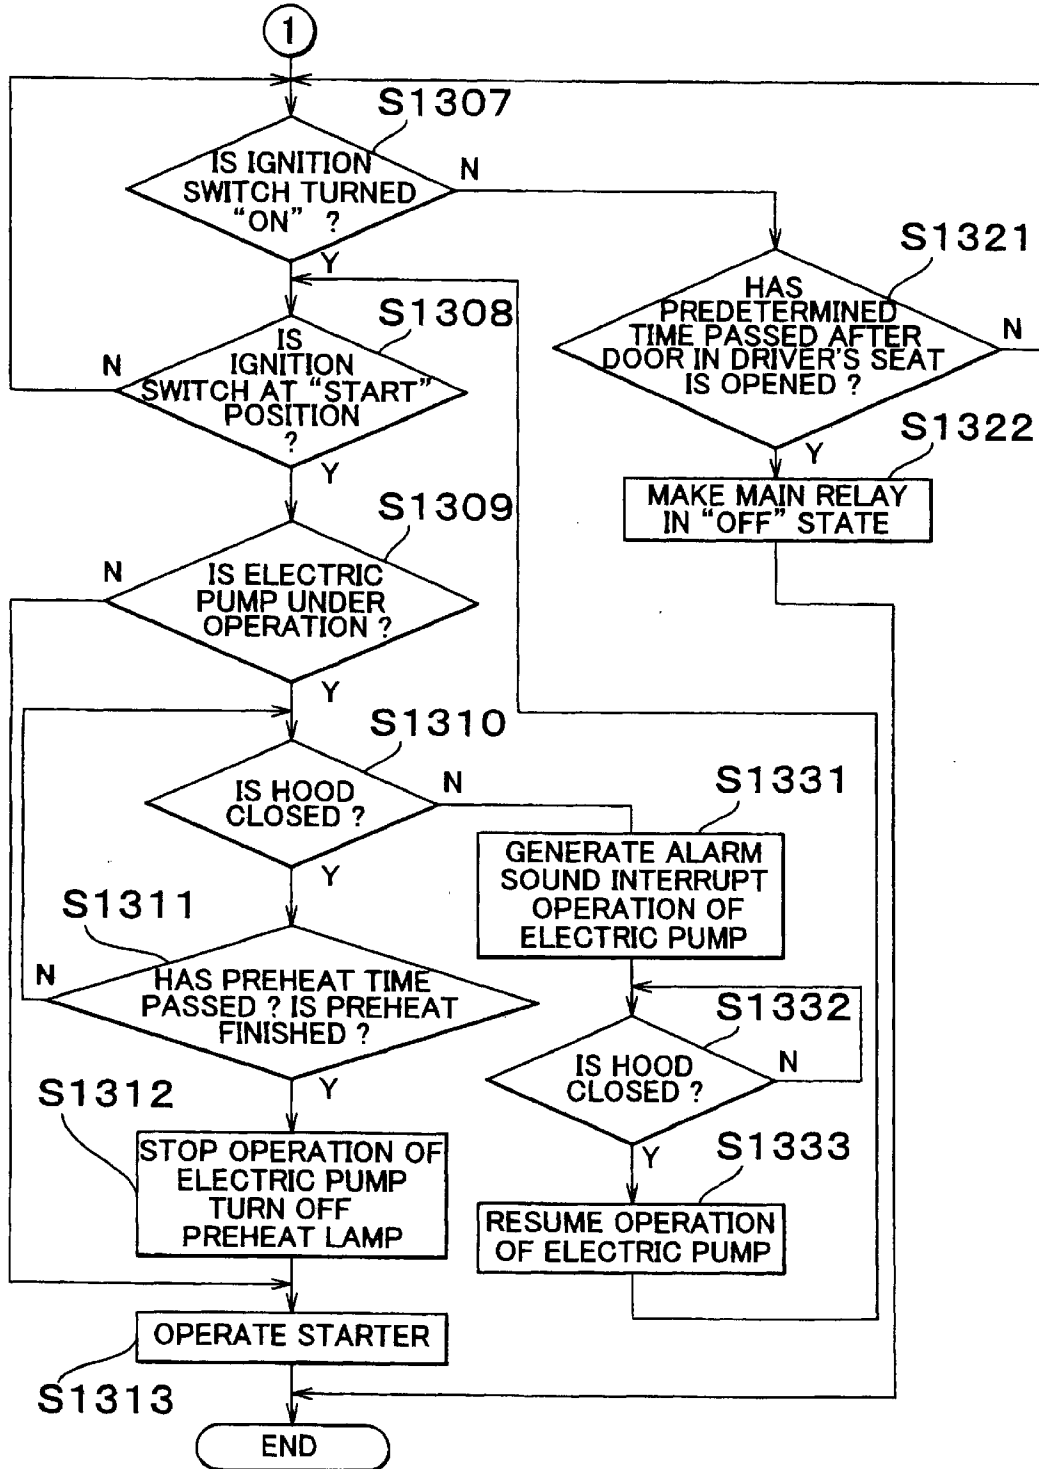 1
S1307
IS IGNITION
SWITCH TURNED
"ON" ?
N
Y
S1321
HAS
PREDETERMINED
TIME PASSED AFTER
DOOR IN DRIVER'S SEAT
IS OPENED ?
N
Y
S1308
IS
IGNITION
SWITCH AT "START"
POSITION
?
N
Y
S1322
MAKE MAIN RELAY
IN "OFF" STATE
S1309
IS ELECTRIC
PUMP UNDER
OPERATION ?
N
Y
S1310
IS HOOD
CLOSED ?
N
Y
S1331
GENERATE ALARM
SOUND INTERRUPT
OPERATION OF
ELECTRIC PUMP
S1311
HAS PREHEAT TIME
PASSED ? IS PREHEAT
FINISHED ?
N
Y
S1332
IS HOOD
CLOSED ?
N
Y
S1312
STOP OPERATION OF
ELECTRIC PUMP
TURN OFF
PREHEAT LAMP
S1333
RESUME OPERATION
OF ELECTRIC PUMP
OPERATE STARTER
S1313
END